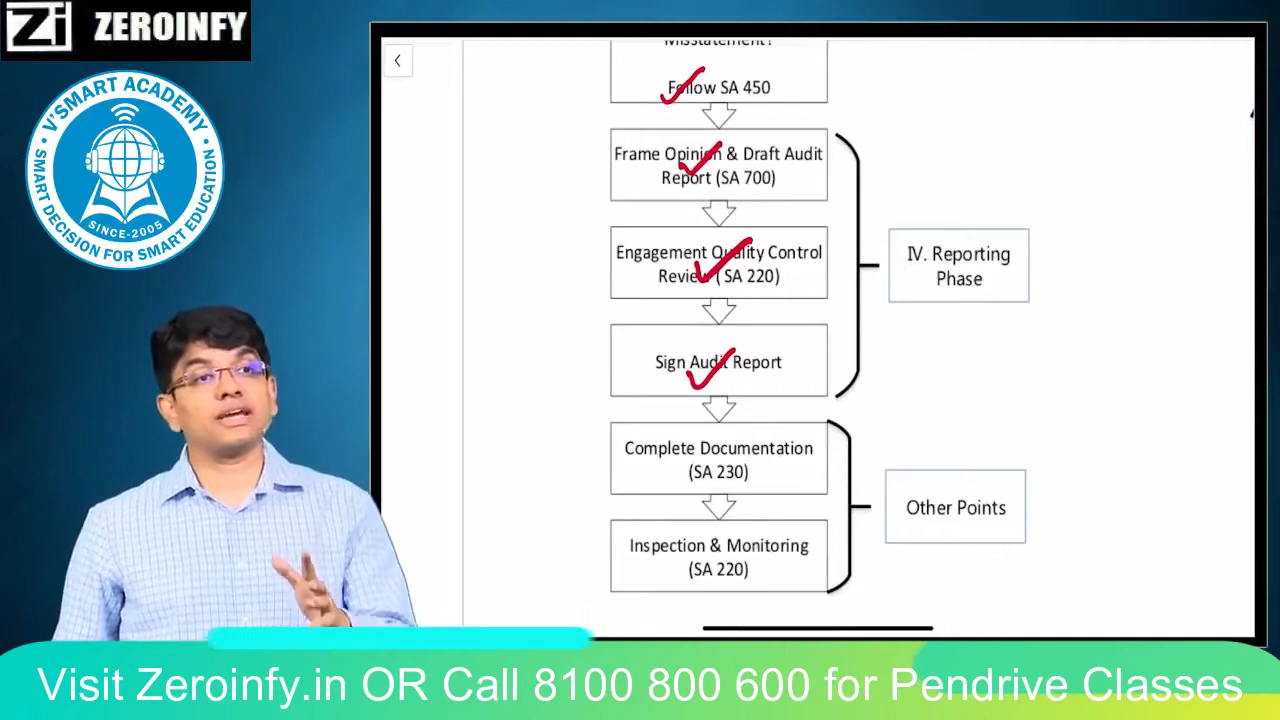 Zi ZEROINFY
V'SMART ACADEMY
SMART DECISION FOR SMART EDUCATION
SINCE-2005
Misstatement?
Follow SA 450
Frame Opinion & Draft Audit
Report (SA 700)
Engagement Quality Control
Review ( SA 220)
Sign Audit Report
IV. Reporting
Phase
Complete Documentation
(SA 230)
Inspection & Monitoring
(SA 220)
Other Points
Visit Zeroinfy.in OR Call 8100 800 600 for Pendrive Classes